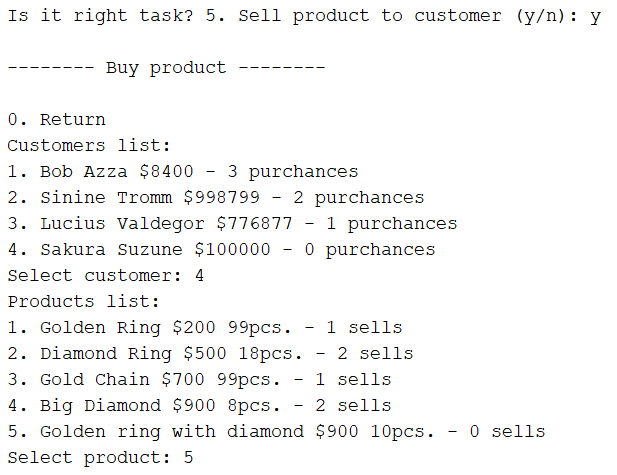 Is it right task? 5. Sell product to customer (y/n): y
-------- Buy product --------
0. Return
Customers list:
1. Bob Azza $8400 - 3 purchances
2. Sinine Tromm $998799 - 2 purchances
3. Lucius Valdegor $776877 - 1 purchances
4. Sakura Suzune $100000 - 0 purchances
Select customer: 4
Products list:
1. Golden Ring $200 99pcs. - 1 sells
2. Diamond Ring $500 18pcs. - 2 sells
3. Gold Chain $700 99pcs. - 1 sells
4. Big Diamond $900 8pcs. - 2 sells
5. Golden ring with diamond $900 10pcs. - 0 sells
Select product: 5